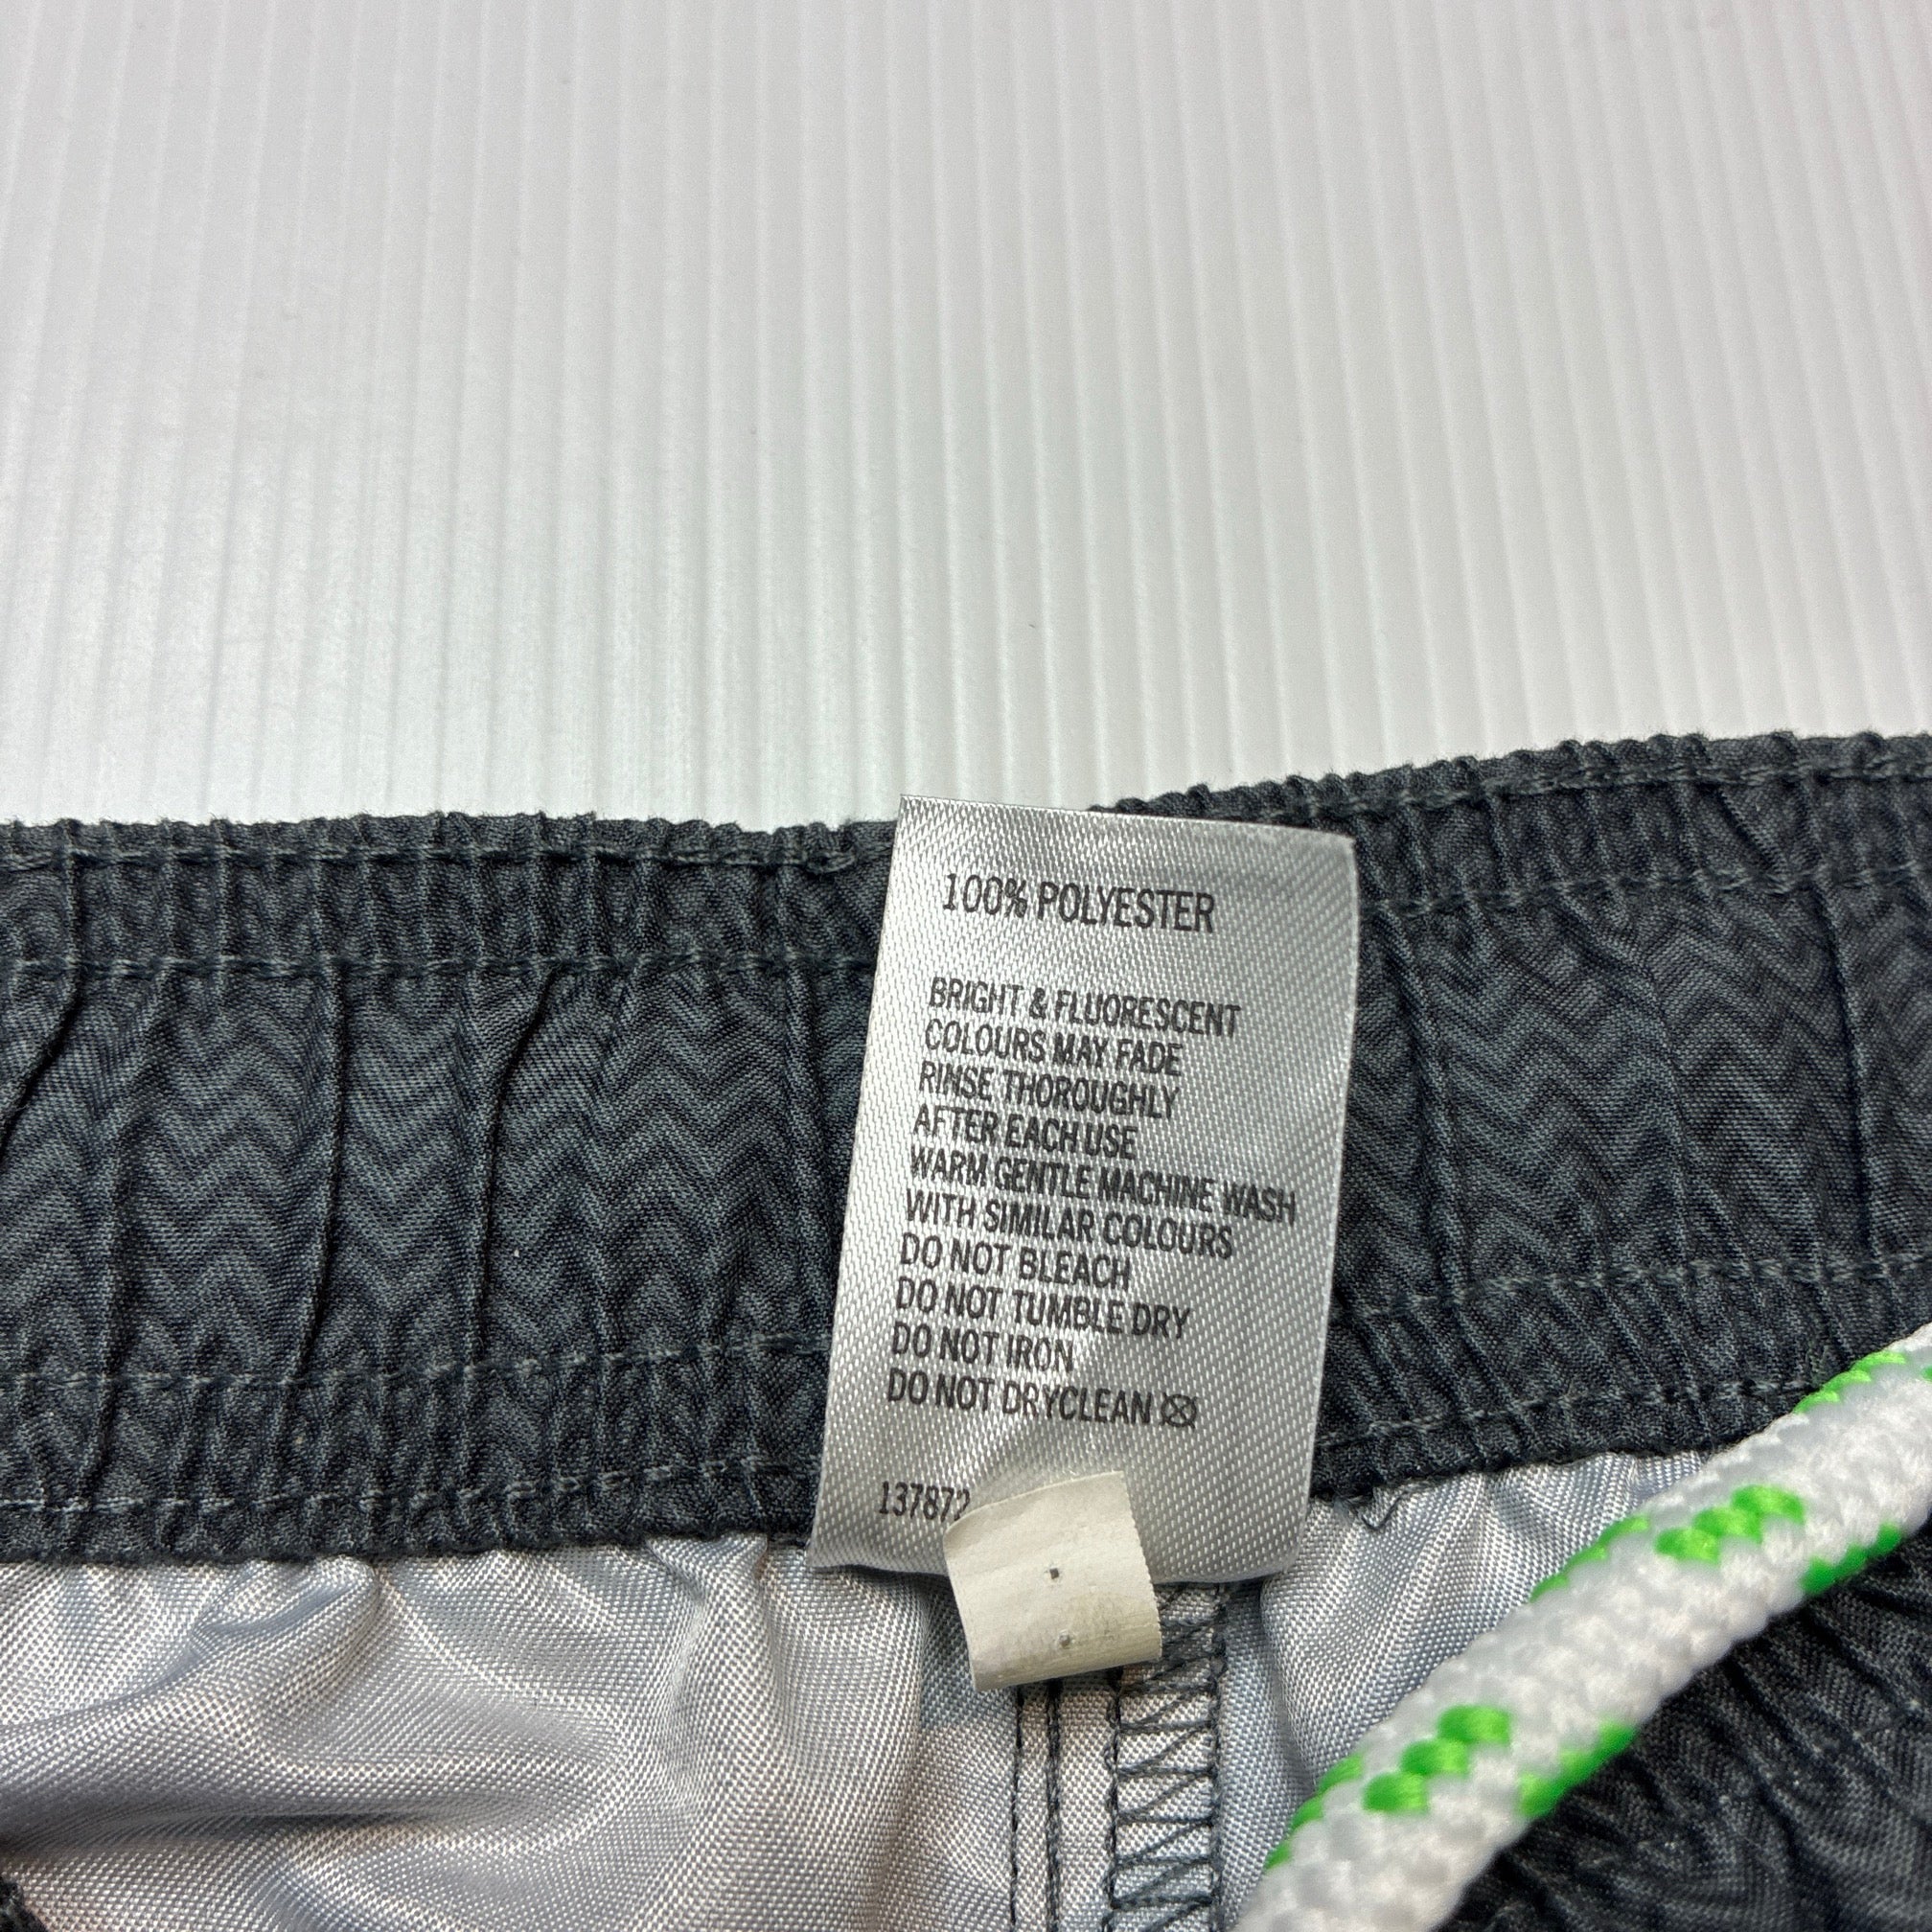 100% POLYESTER
BRIGHT & FLUORESCENT
COLOURS MAY FADE
RINSE THOROUGHLY
AFTER EACH USE
WARM GENTLE MACHINE WASH
WITH SIMILAR COLOURS
DO NOT BLEACH
DO NOT TUMBLE DRY
DO NOT IRON
DO NOT DRYCLEAN
137872